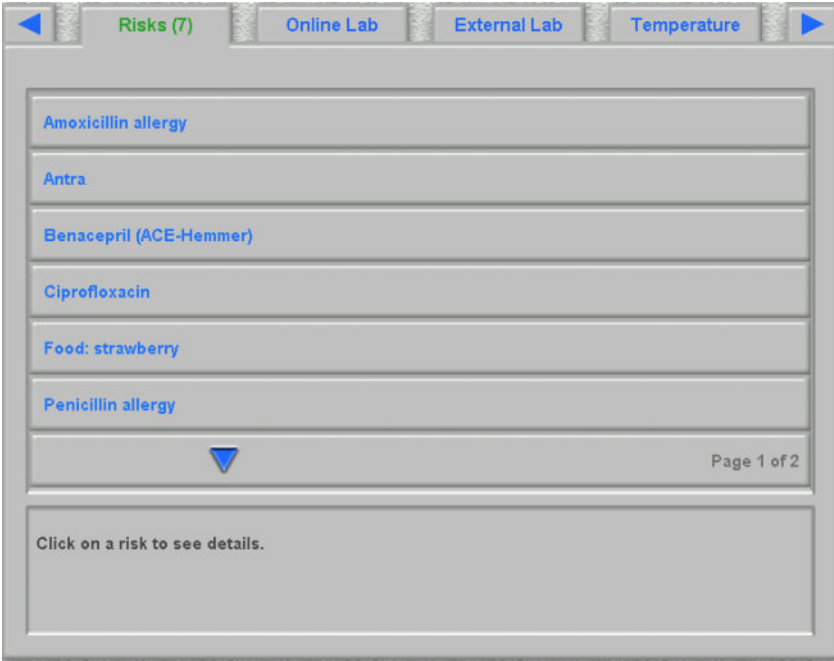 Risks (7)
Online Lab
External Lab
Temperature
Amoxicillin allergy
Antra
Benacepril (ACE-Hemmer)
Ciprofloxacin
Food: strawberry
Penicillin allergy
Page 1 of 2
Click on a risk to see details.